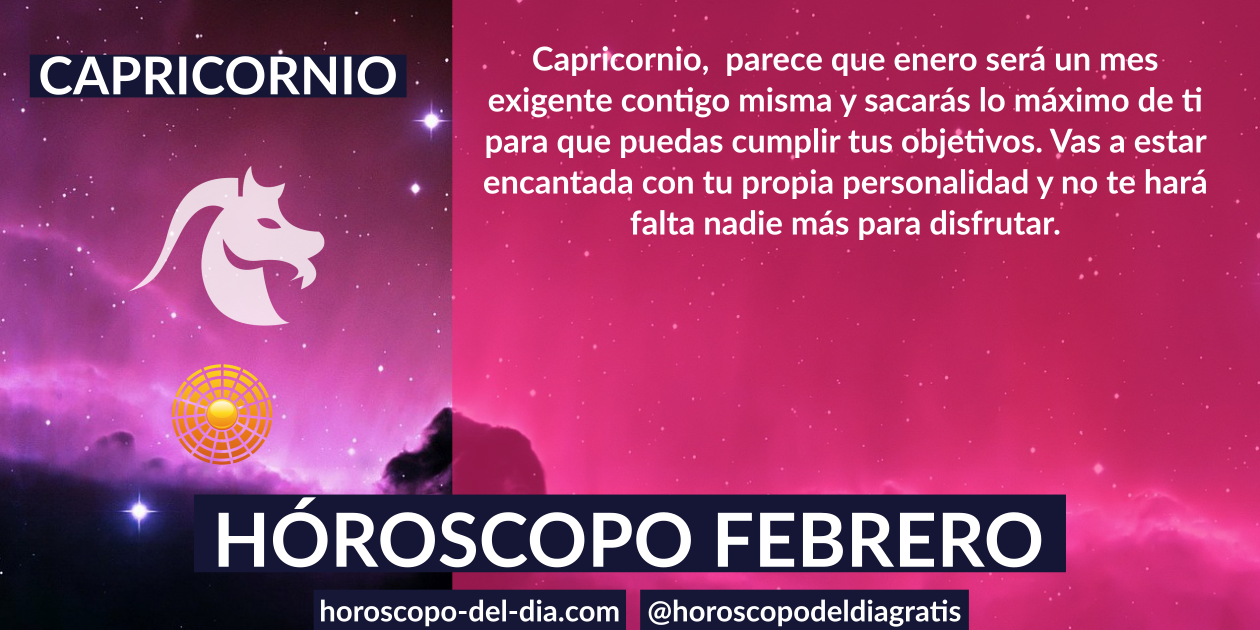 CAPRICORNIO
Capricornio, parece que enero será un mes
exigente contigo misma y sacarás lo máximo de ti
para que puedas cumplir tus objetivos. Vas a estar
encantada con tu propia personalidad y no te hará
falta nadie más para disfrutar.
HÓROSCOPO FEBRERO
horoscopo-del-dia.com
@horoscopodeldiagratis